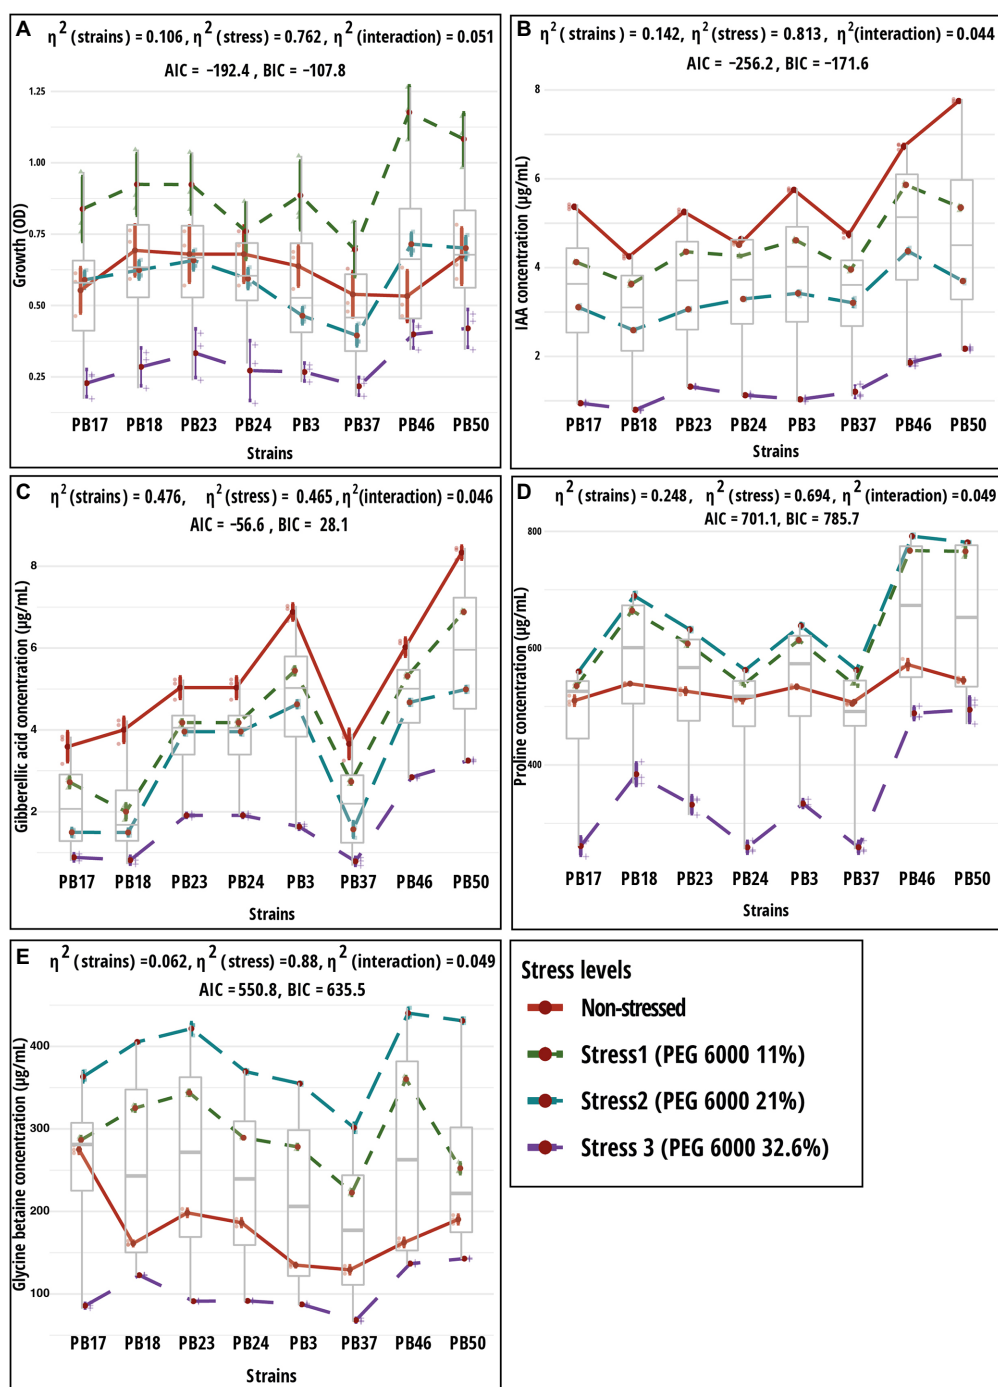 A
η² (strains) = 0.106, η² (stress) = 0.762, η² (interaction) = 0.051
AIC = −192.4 , BIC = −107.8
Growth (OD)
1.25
1.00
0.75
0.50
0.25
PB17 PB18 PB23 PB24 PB3 PB37 PB46 PB50
Strains
B
η² (strains) = 0.142, η² (stress) = 0.813, η² (interaction) = 0.044
AIC = −256.2, BIC = −171.6
IAA concentration (µg/mL)
8
6
4
2
PB17 PB18 PB23 PB24 PB3 PB37 PB46 PB50
Strains
C
η² (strains) = 0.476, η² (stress) = 0.465, η² (interaction) = 0.046
AIC = −56.6 , BIC = 28.1
Gibberellic acid concentration (µg/mL)
8
6
4
2
PB17 PB18 PB23 PB24 PB3 PB37 PB46 PB50
Strains
D
η² (strains) = 0.248, η² (stress) = 0.694, η² (interaction) = 0.049
AIC = 701.1, BIC = 785.7
Proline concentration (µg/mL)
800
600
400
PB17 PB18 PB23 PB24 PB3 PB37 PB46 PB50
Strains
E
η² (strains) =0.062, η² (stress) =0.88, η² (interaction) = 0.049
AIC = 550.8, BIC = 635.5
Glycine betaine concentration (µg/mL)
400
300
200
100
PB17 PB18 PB23 PB24 PB3 PB37 PB46 PB50
Strains
Stress levels
Non-stressed
Stress1 (PEG 6000 11%)
Stress2 (PEG 6000 21%)
Stress 3 (PEG 6000 32.6%)